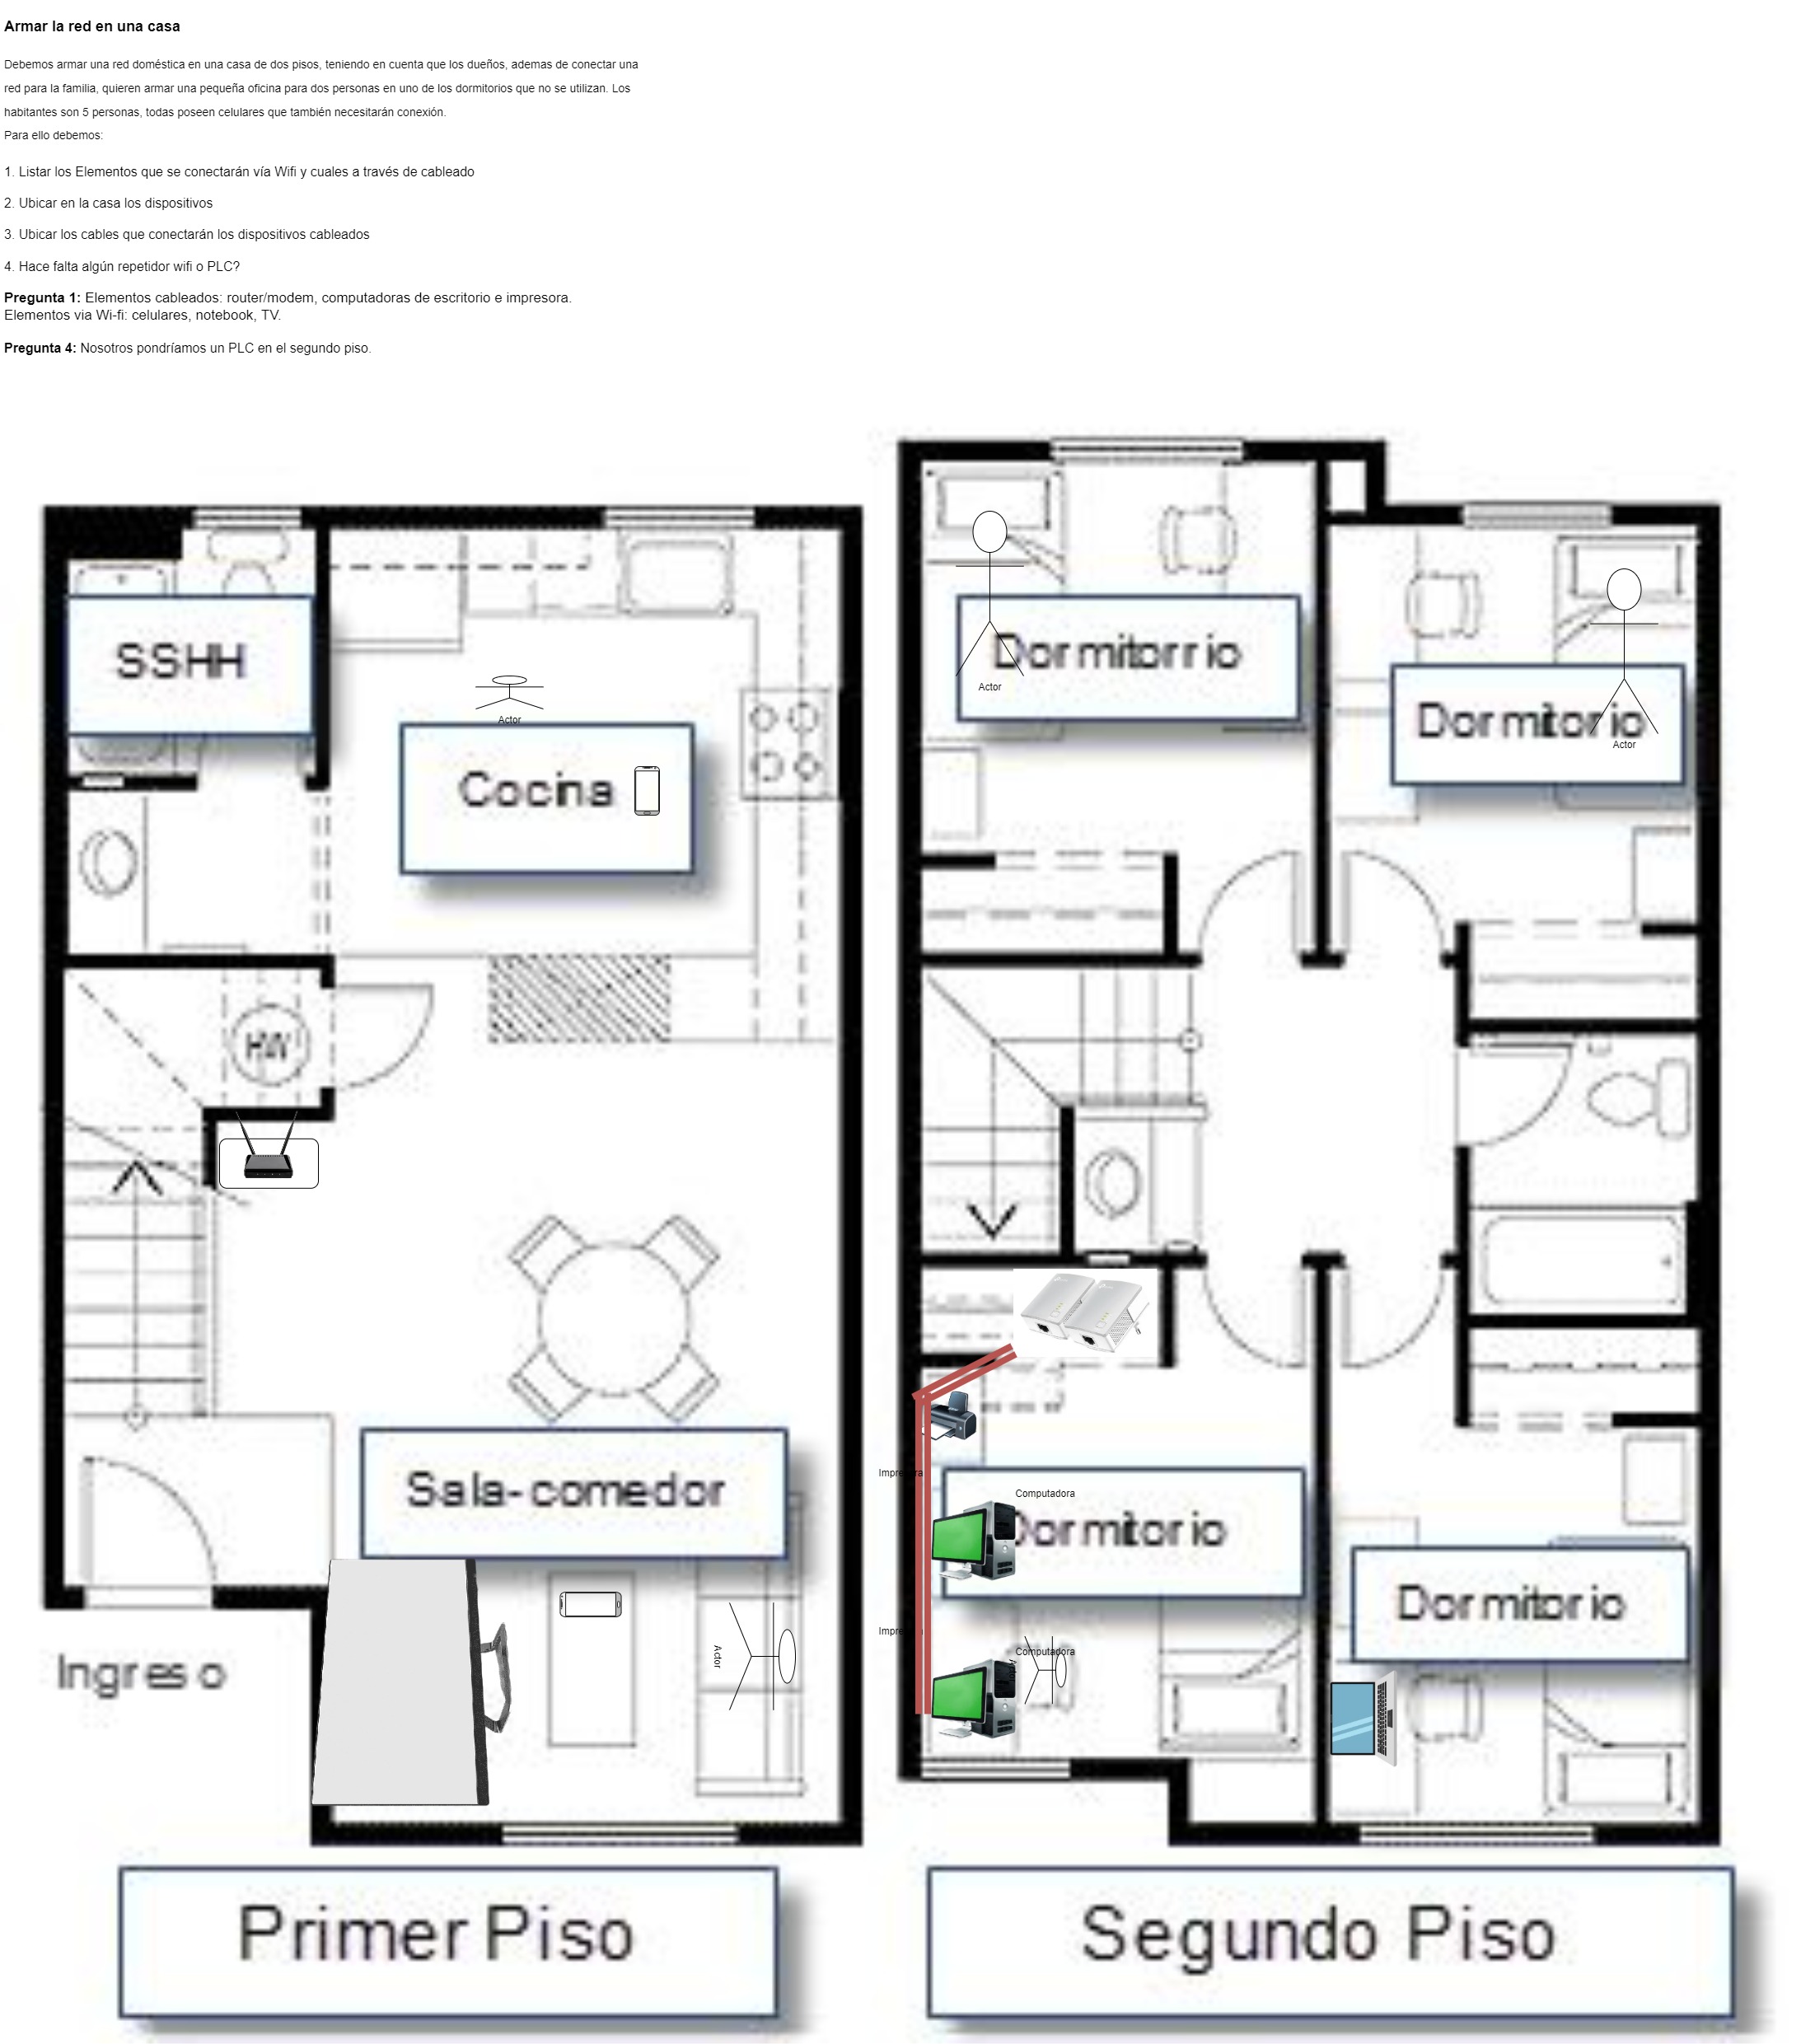 Armar la red en una casa
Debemos armar una red doméstica en una casa de dos pisos, teniendo en cuenta que los dueños, ademas de conectar una
red para la familia, quieren armar una pequeña oficina para dos personas en uno de los dormitorios que no se utilizan. Los
habitantes son 5 personas, todas poseen celulares que también necesitarán conexión.
Para ello debemos:
1. Listar los Elementos que se conectarán vía Wifi y cuales a través de cableado
2. Ubicar en la casa los dispositivos
3. Ubicar los cables que conectarán los dispositivos cableados
4. Hace falta algún repetidor wifi o PLC?
Pregunta 1: Elementos cableados: router/modem, computadoras de escritorio e impresora.
Elementos via Wi-fi: celulares, notebook, TV.
Pregunta 4: Nosotros pondríamos un PLC en el segundo piso.
SSHH
Actor
Cocina
HW
Sala-comedor
Actor
Ingreso
Primer Piso
Dormitorrio
Actor
Dormitorio
Actor
Computadora
Dormitorio
Computadora
Dormitorio
Segundo Piso